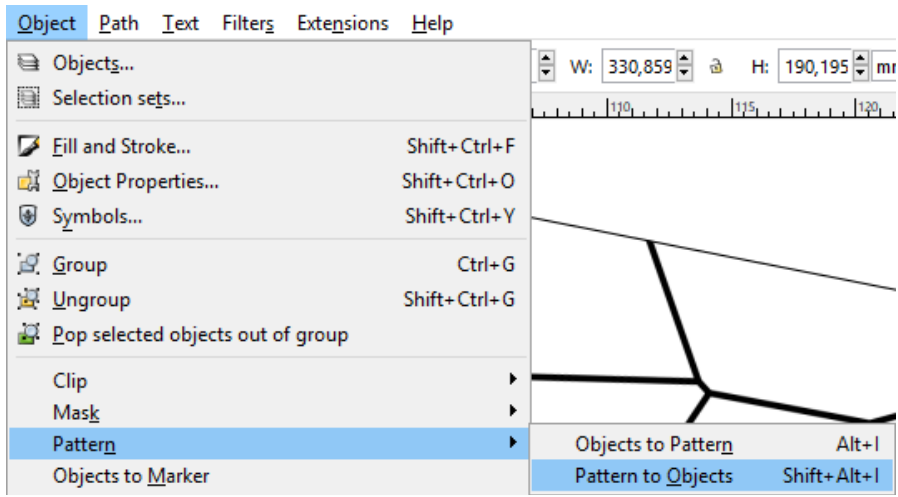 Object Path Text Filters Extensions Help
Objects...
W: 330,859 H: 190,195 mm
Selection sets...
110 115 120
Fill and Stroke... Shift+Ctrl+F
Object Properties... Shift+Ctrl+O
Symbols... Shift+Ctrl+Y
Group Ctrl+G
Ungroup Shift+Ctrl+G
Pop selected objects out of group
Clip
Mask
Pattern
Objects to Pattern Alt+I
Objects to Marker
Pattern to Objects Shift+Alt+I